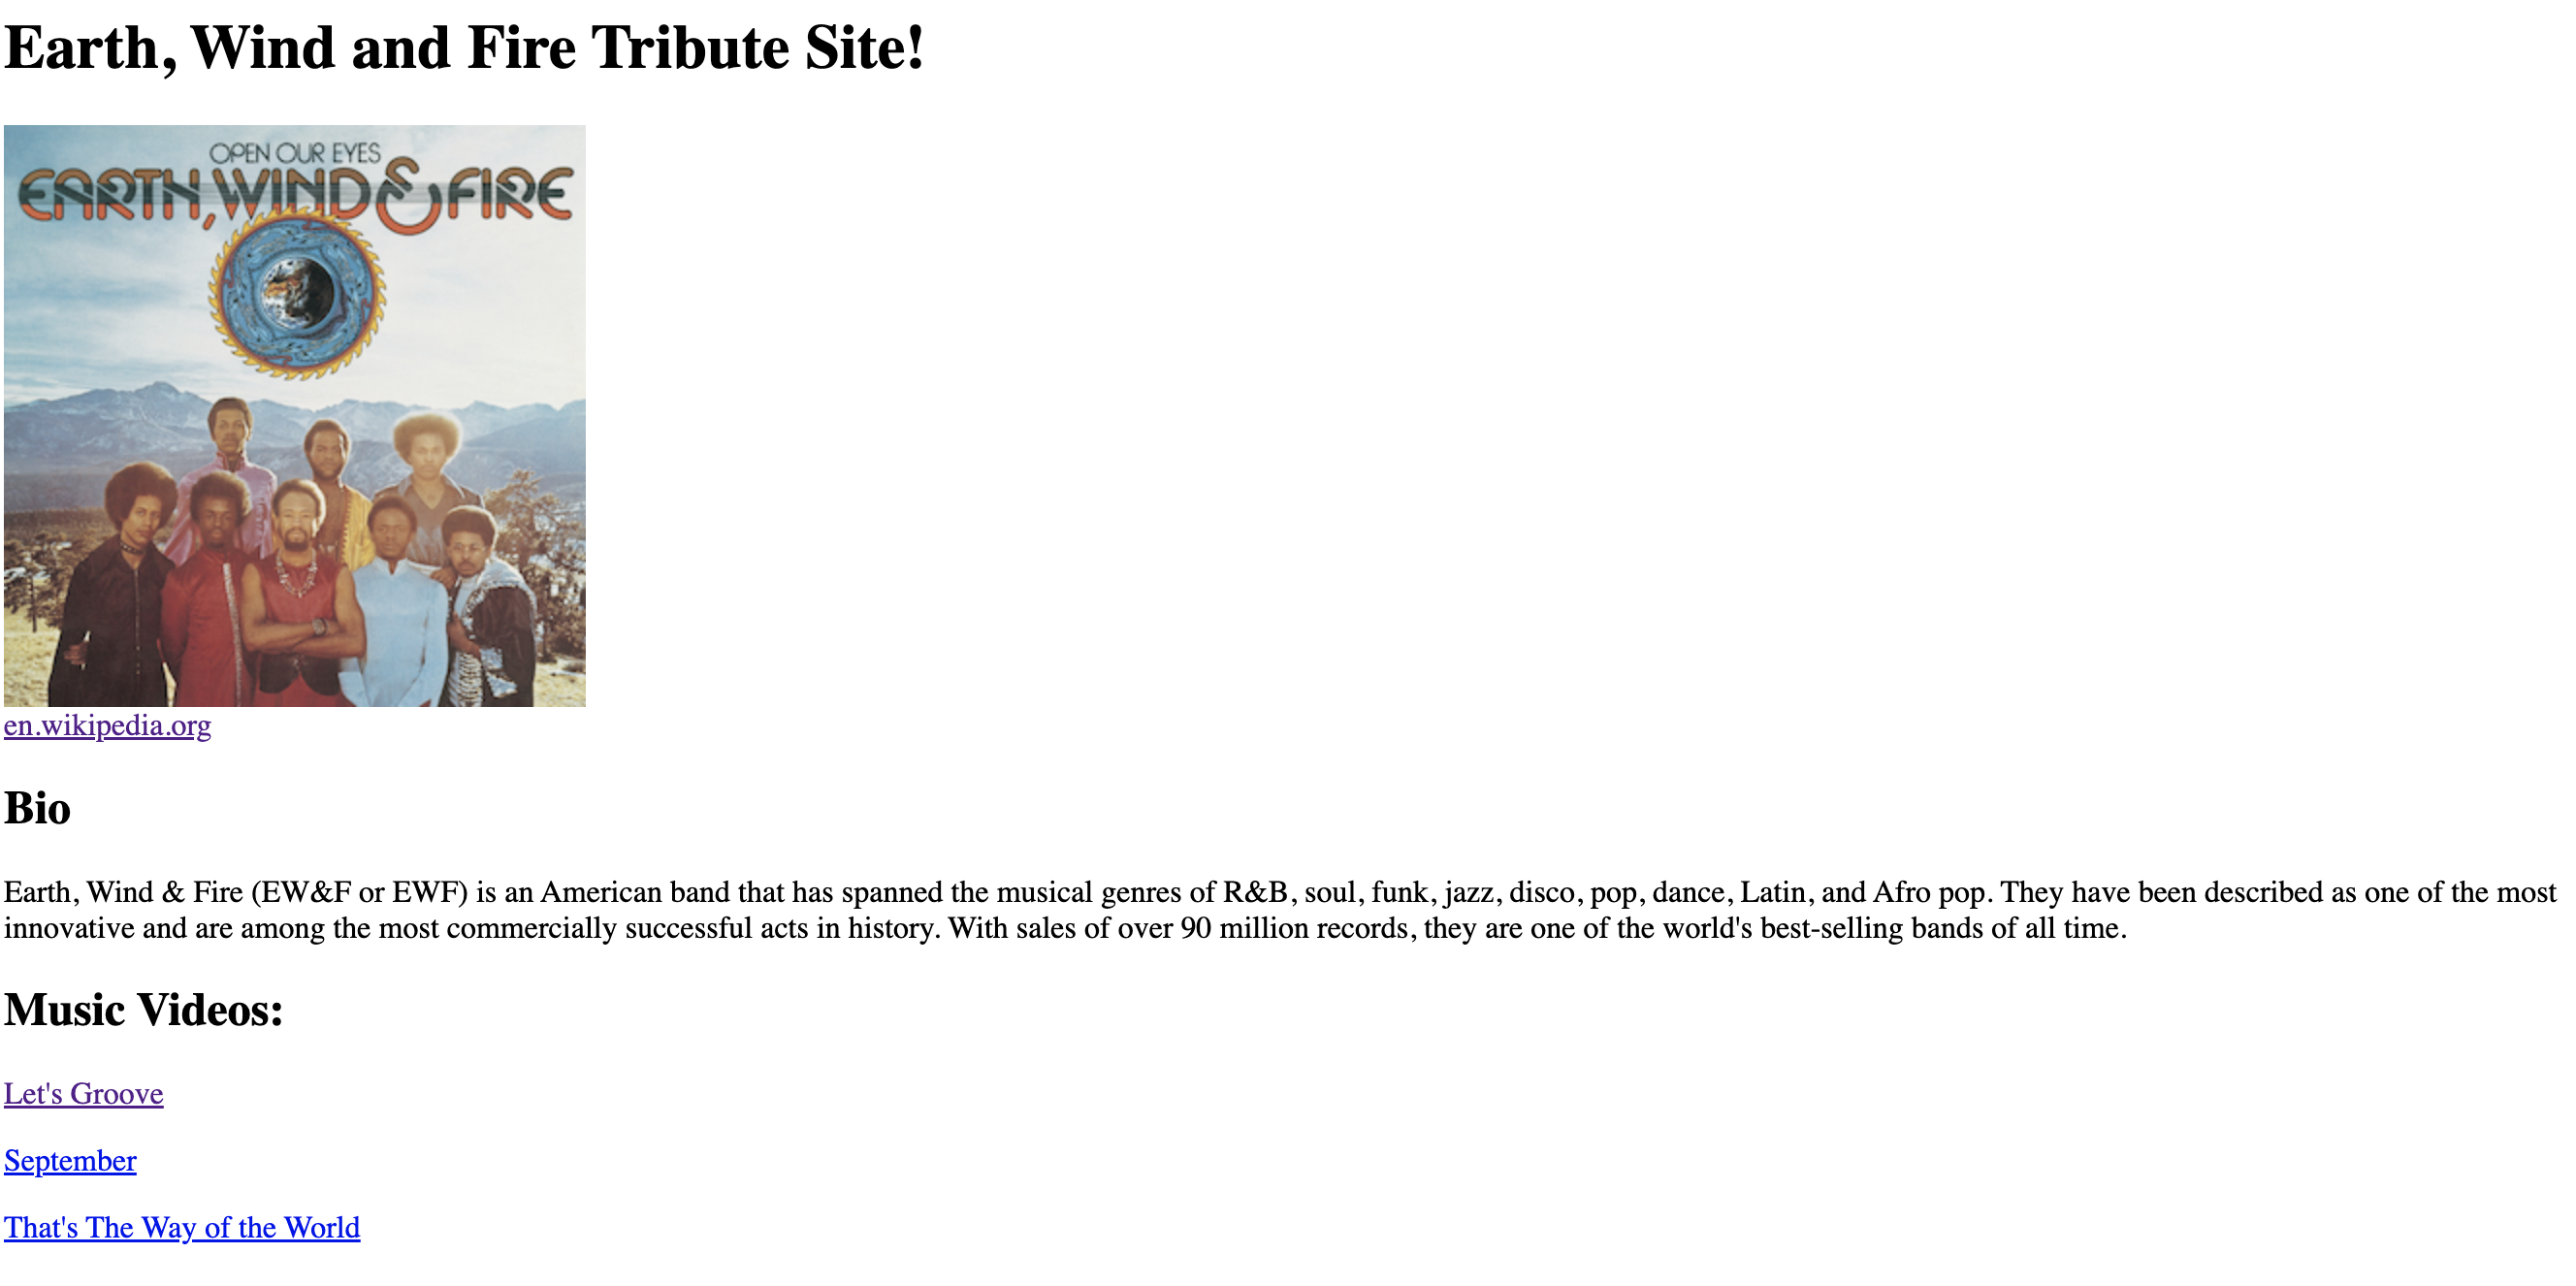 Earth, Wind and Fire Tribute Site!
OPEN OUR EYES
EARTH, WIND & FIRE
en.wikipedia.org
Bio
Earth, Wind & Fire (EW&F or EWF) is an American band that has spanned the musical genres of R&B, soul, funk, jazz, disco, pop, dance, Latin, and Afro pop. They have been described as one of the most
innovative and are among the most commercially successful acts in history. With sales of over 90 million records, they are one of the world's best-selling bands of all time.
Music Videos:
Let's Groove
September
That's The Way of the World